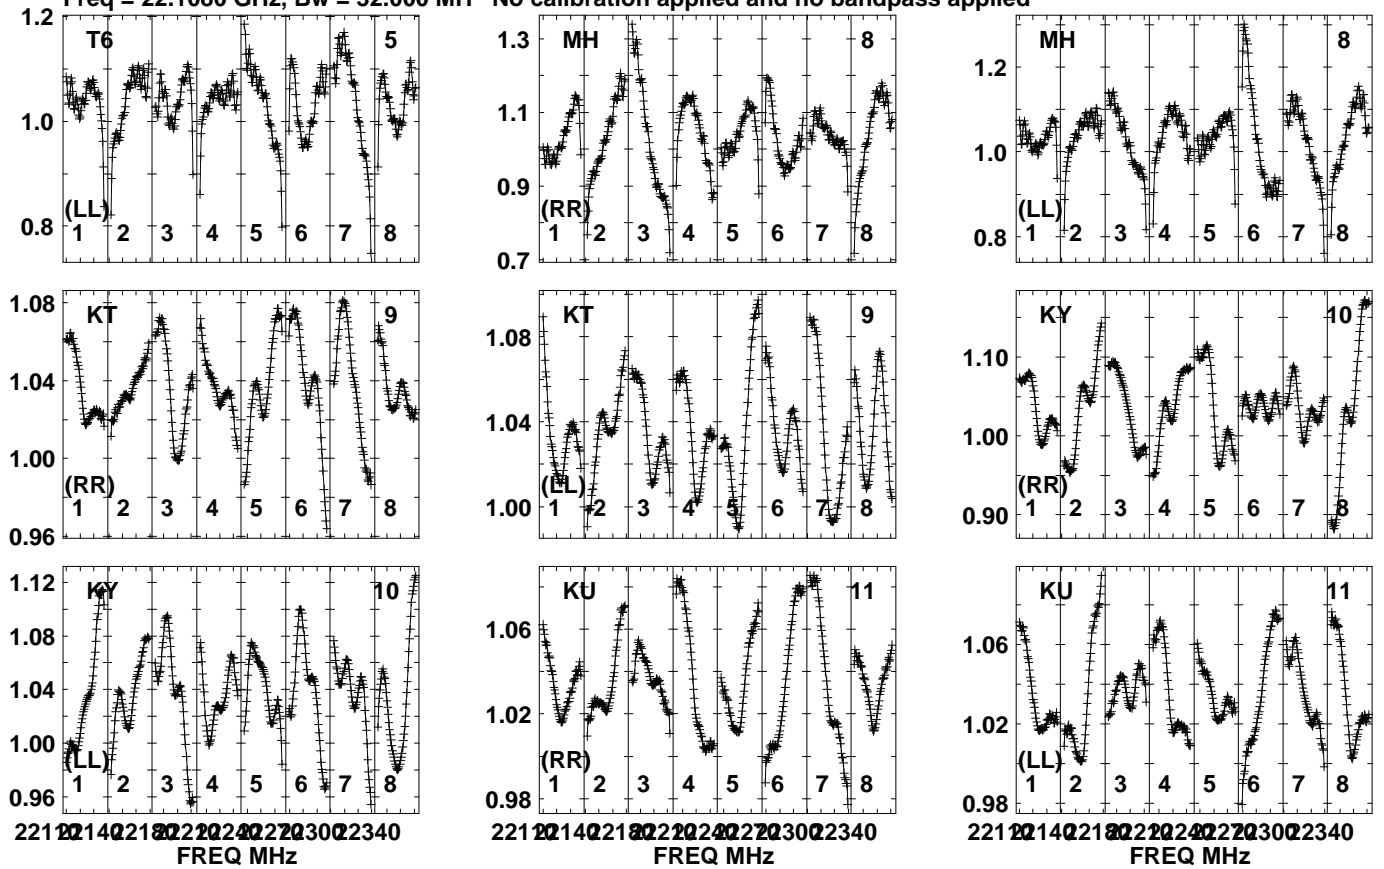 Freq = 22.1080 GHz, Bw = 32.000 MH No calibration applied and no bandpass applied
1.2 T6 5 1.3 MH 8 1.2 MH 8
1.0 1.1 1.0
0.8 (LL) 0.9 (RR) 0.8 (LL)
0.7
1 2 3 4 5 6 7 8 1 2 3 4 5 6 7 8 1 2 3 4 5 6 7 8
1.08 KT 9 1.08 KT 9 1.10 KY 10
1.04 1.04 1.00
1.00 1.00 0.90
0.96 (RR) (LL) (RR)
1 2 3 4 5 6 7 8 1 2 3 4 5 6 7 8 1 2 3 4 5 6 7 8
1.12 KY 10 1.06 KU 11 1.06 KU 11
1.08 1.02 1.02
1.04 0.98 0.98
1.00
0.96 (LL) (RR) (LL)
1 2 3 4 5 6 7 8 1 2 3 4 5 6 7 8 1 2 3 4 5 6 7 8
22340 22340 22340
FREQ MHz FREQ MHz FREQ MHz